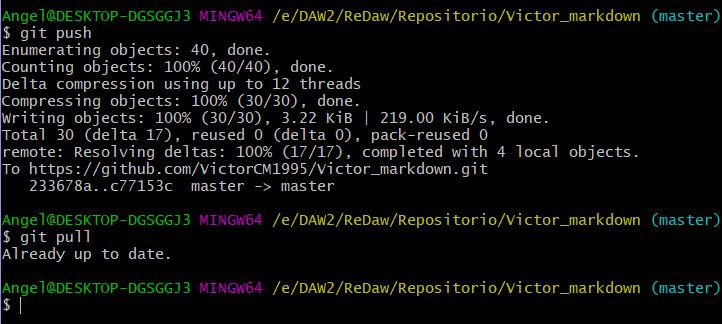 Angel@DESKTOP-DGSGGJ3 MINGW64 /e/DAW2/ReDaw/Repositorio/Victor_markdown (master)
$ git push
Enumerating objects: 40, done.
Counting objects: 100% (40/40), done.
Delta compression using up to 12 threads
Compressing objects: 100% (30/30), done.
Writing objects: 100% (30/30), 3.22 KiB | 219.00 KiB/s, done.
Total 30 (delta 17), reused 0 (delta 0), pack-reused 0
remote: Resolving deltas: 100% (17/17), completed with 4 local objects.
To https://github.com/VictorCM1995/Victor_markdown.git
   233678a..c77153c  master -> master

Angel@DESKTOP-DGSGGJ3 MINGW64 /e/DAW2/ReDaw/Repositorio/Victor_markdown (master)
$ git pull
Already up to date.

Angel@DESKTOP-DGSGGJ3 MINGW64 /e/DAW2/ReDaw/Repositorio/Victor_markdown (master)
$